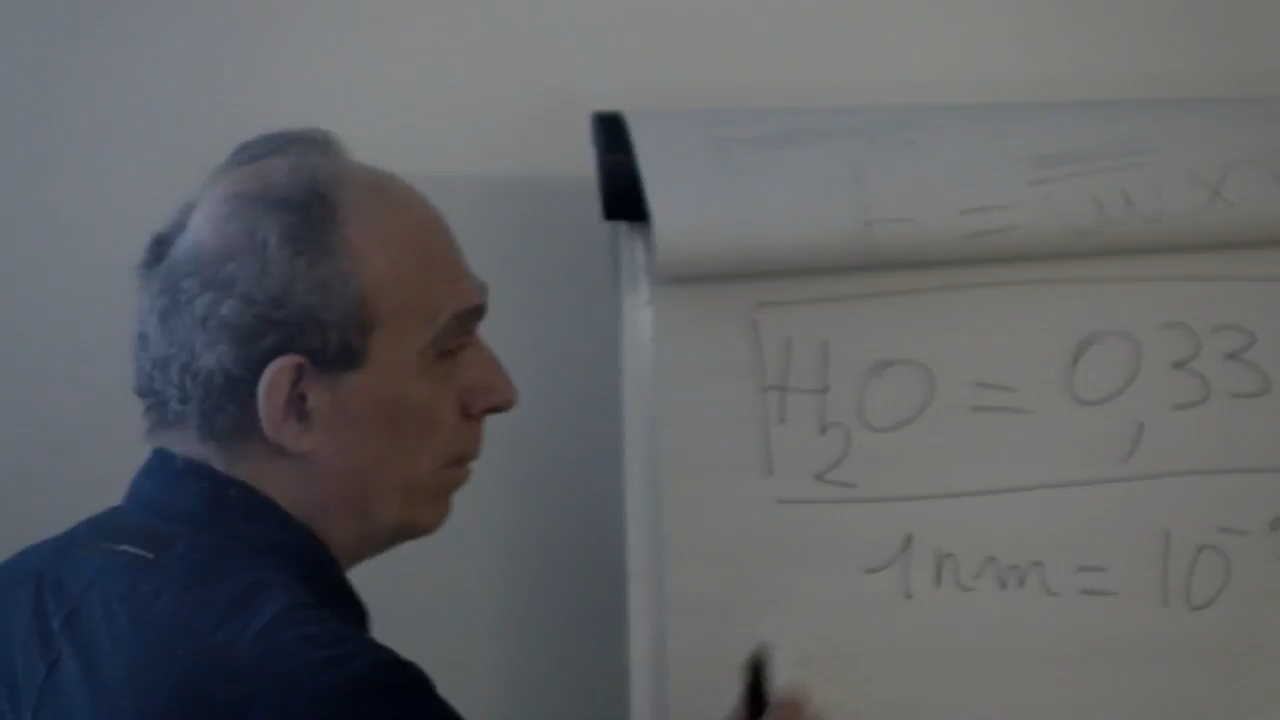 F = m x
H₂O = 0,33
1nm = 10⁻